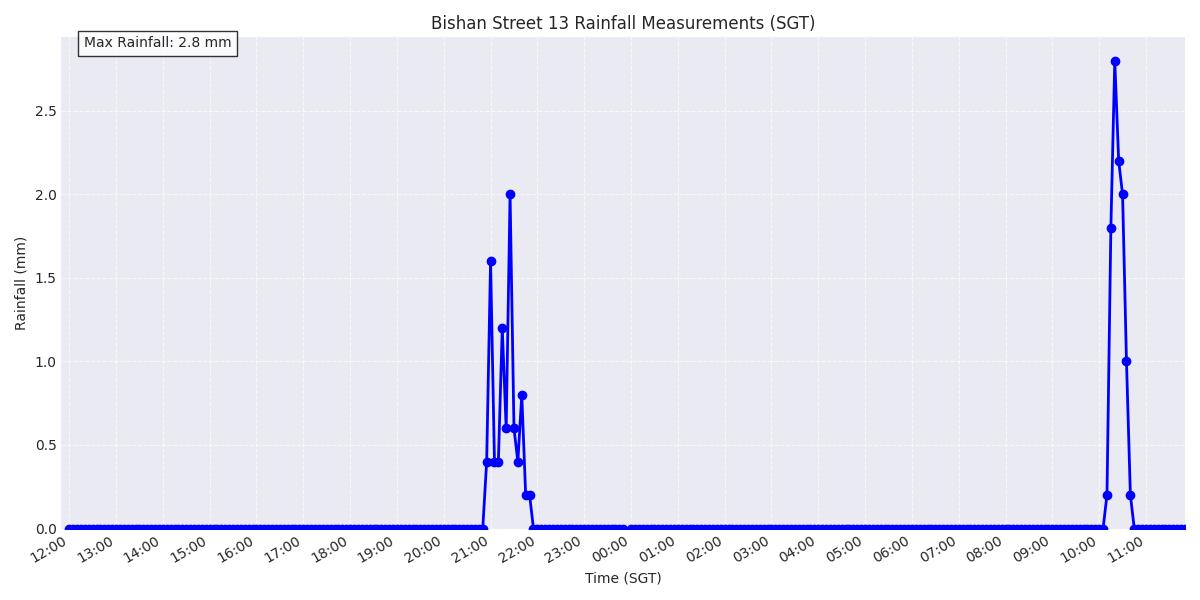 Bishan Street 13 Rainfall Measurements (SGT)
Max Rainfall: 2.8 mm
Rainfall (mm)
2.5
2.0
1.5
1.0
0.5
0.0
12:00 13:00 14:00 15:00 16:00 17:00 18:00 19:00 20:00 21:00 22:00 23:00 00:00 01:00 02:00 03:00 04:00 05:00 06:00 07:00 08:00 09:00 10:00 11:00
Time (SGT)